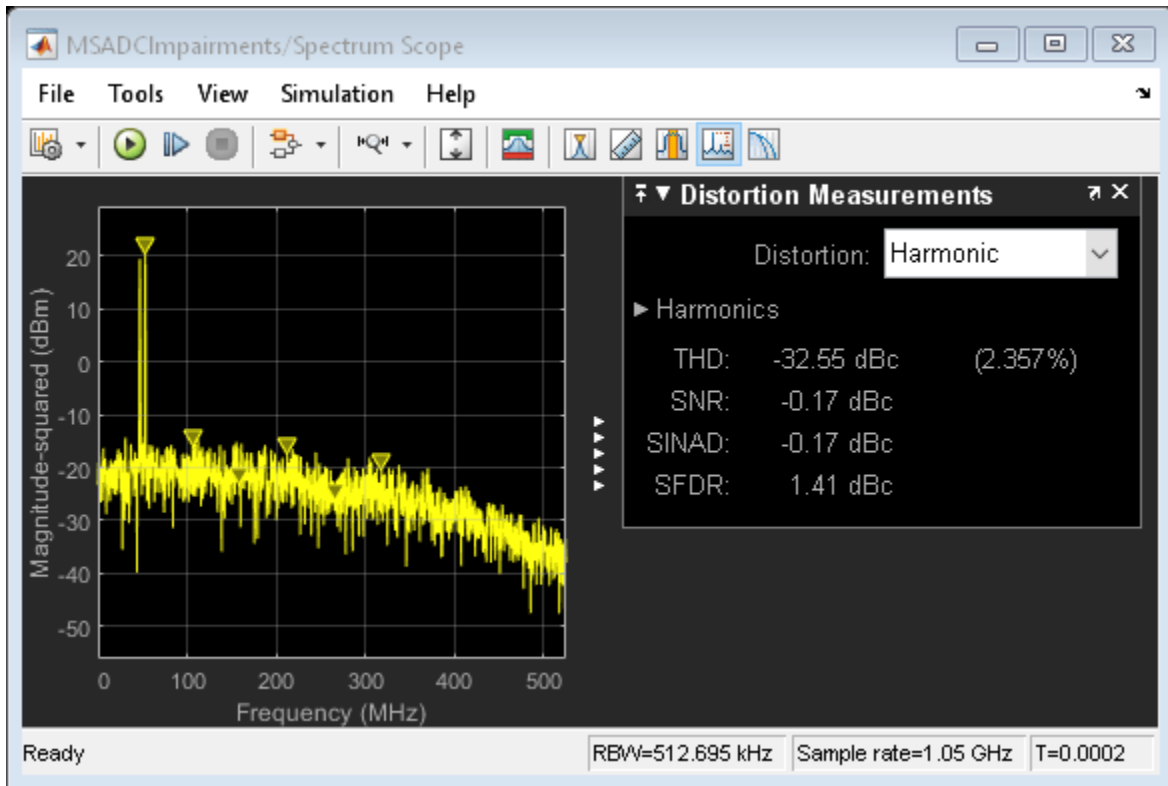 MSADCImpairments/Spectrum Scope
File Tools View Simulation Help
Distortion Measurements
Distortion: Harmonic
Harmonics
THD: -32.55 dBc (2.357%)
SNR: -0.17 dBc
SINAD: -0.17 dBc
SFDR: 1.41 dBc
Magnitude-squared (dBm)
20
10
0
-10
-20
-30
-40
-50
0 100 200 300 400 500
Frequency (MHz)
Ready RBW=512.695 kHz Sample rate=1.05 GHz T=0.0002